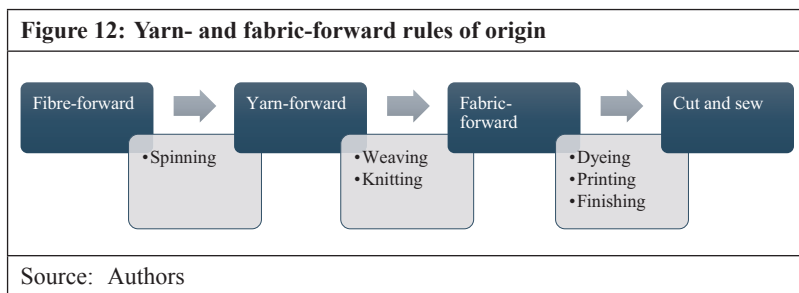 Figure 12: Yarn- and fabric-forward rules of origin
Fibre-forward
•Spinning
Yarn-forward
•Weaving
•Knitting
Fabric-
forward
•Dyeing
•Printing
•Finishing
Cut and sew
Source: Authors